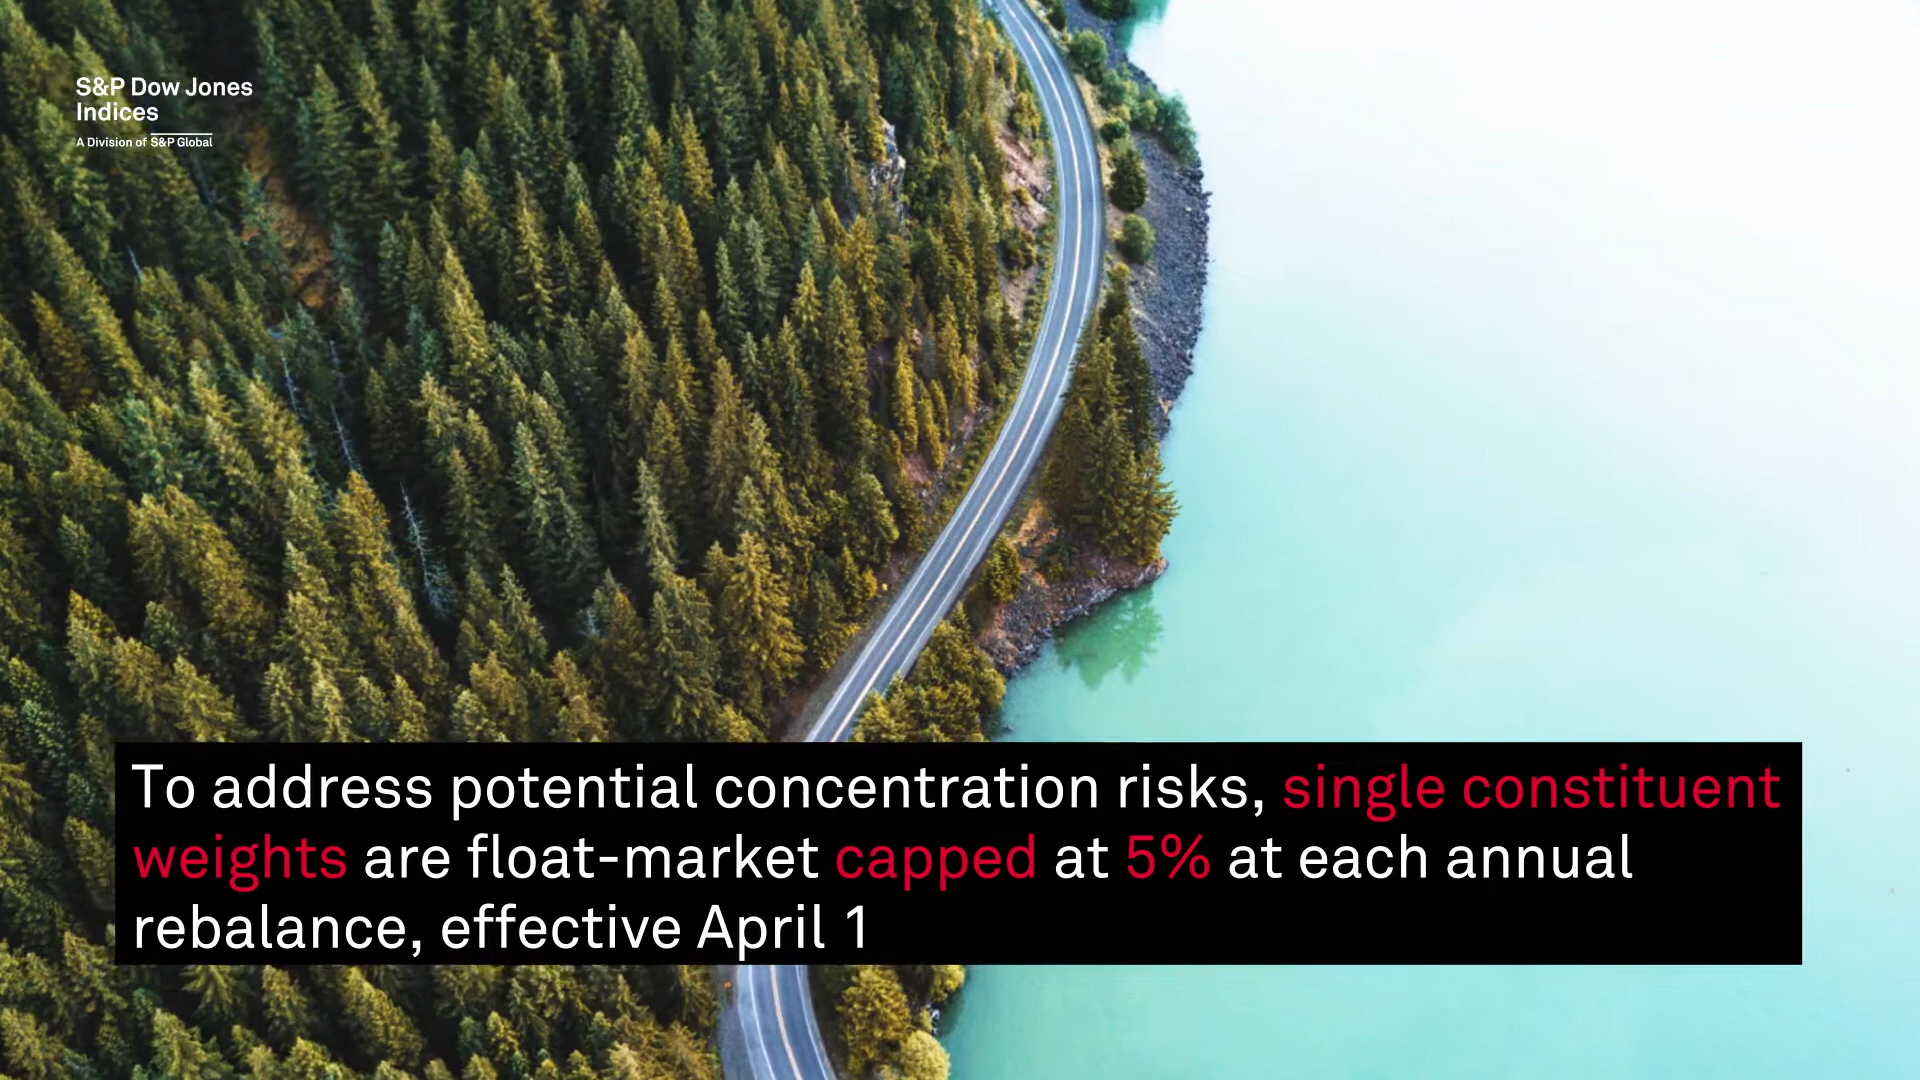 S&P Dow Jones
Indices
A Division of S&P Global
To address potential concentration risks, single constituent
weights are float-market capped at 5% at each annual
rebalance, effective April 1